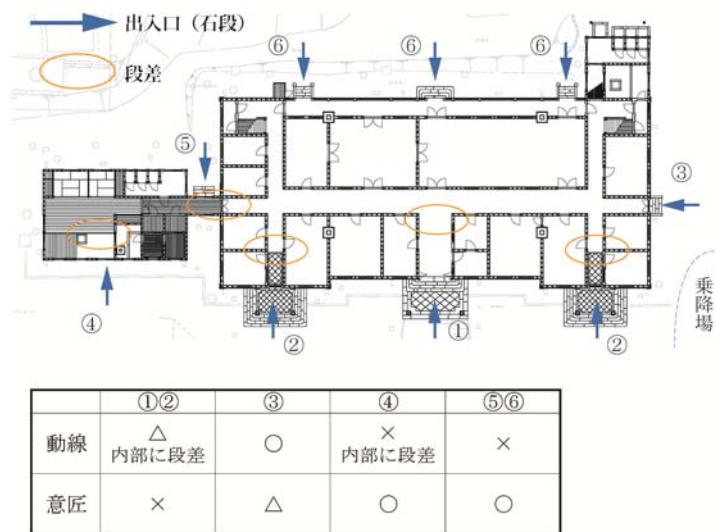 出入口（石段）
段差
⑥ ⑥ ⑥
⑤
③
④
② ① ②
乗降場
①② ③ ④ ⑤⑥
動線 △ 内部に段差 ○ × 内部に段差 ×
意匠 × △ ○ ○